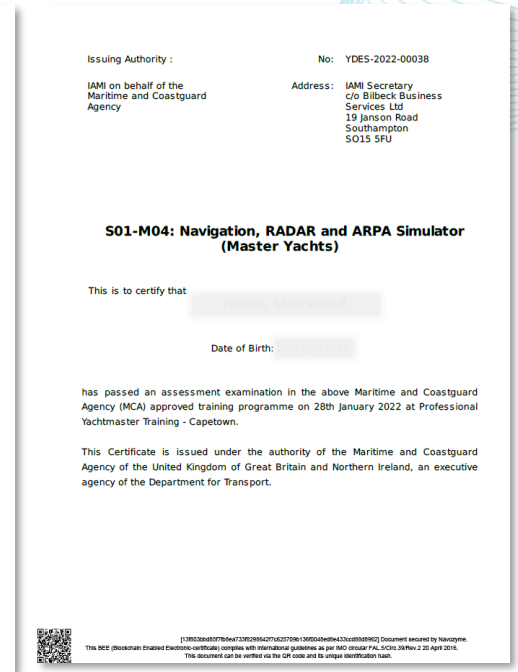 Issuing Authority :
No: YDES-2022-00038
IAMI on behalf of the
Maritime and Coastguard
Agency
Address: IAMI Secretary
c/o Bilbeck Business
Services Ltd
19 Janson Road
Southampton
SO15 5FU
S01-M04: Navigation, RADAR and ARPA Simulator
(Master Yachts)
This is to certify that
Date of Birth:
has passed an assessment examination in the above Maritime and Coastguard
Agency (MCA) approved training programme on 28th January 2022 at Professional
Yachtmaster Training - Capetown.
This Certificate is issued under the authority of the Maritime and Coastguard
Agency of the United Kingdom of Great Britain and Northern Ireland, an executive
agency of the Department for Transport.
Document secured by Navozyme.
This BEE (Blockchain Enabled Electronic-certificate) complies with international guidelines as per IMO circular FAL.5/Circ.39/Rev.2 20 April 2016.
This document can be verified via the QR code and its unique identification hash.